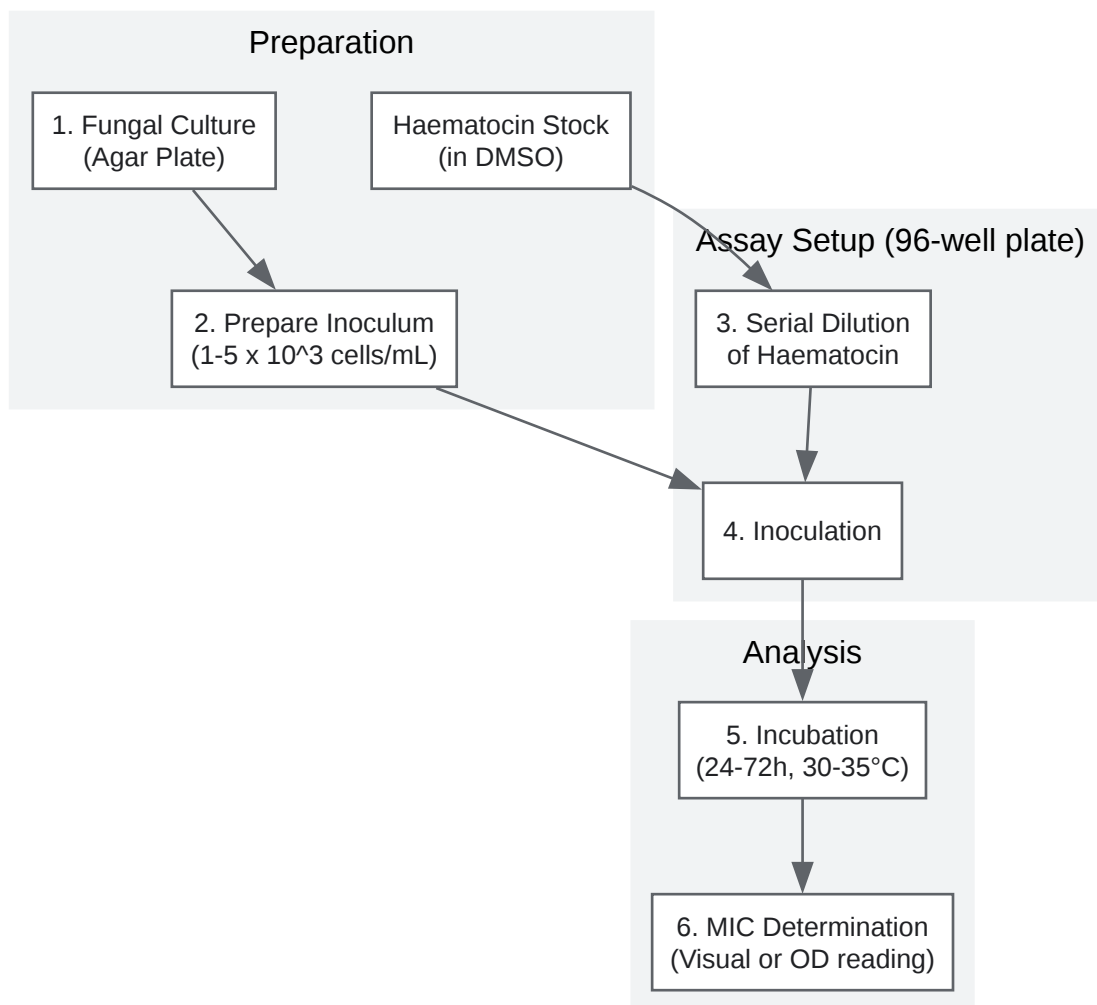 Preparation
1. Fungal Culture
(Agar Plate)
Haematocin Stock
(in DMSO)
Assay Setup (96-well plate)
2. Prepare Inoculum
(1-5 x 10^3 cells/mL)
3. Serial Dilution
of Haematocin
4. Inoculation
Analysis
5. Incubation
(24-72h, 30-35°C)
6. MIC Determination
(Visual or OD reading)